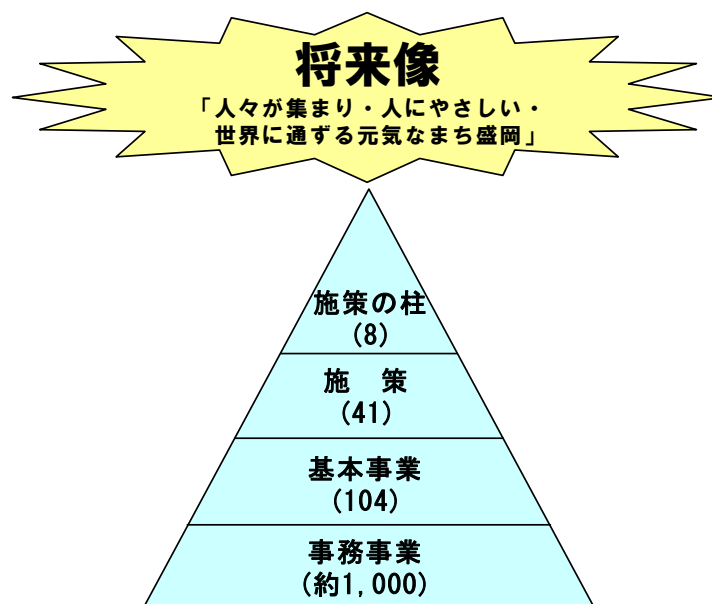 将来像
「人々が集まり・人にやさしい・
世界に通ずる元気なまち盛岡」
施策の柱
(8)
施　策
(41)
基本事業
(104)
事務事業
(約1,000)